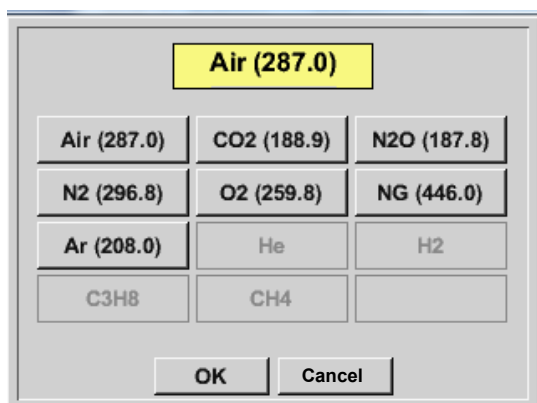 Air (287.0)
Air (287.0) CO2 (188.9) N2O (187.8)
N2 (296.8) O2 (259.8) NG (446.0)
Ar (208.0) He H2
C3H8 CH4
OK Cancel